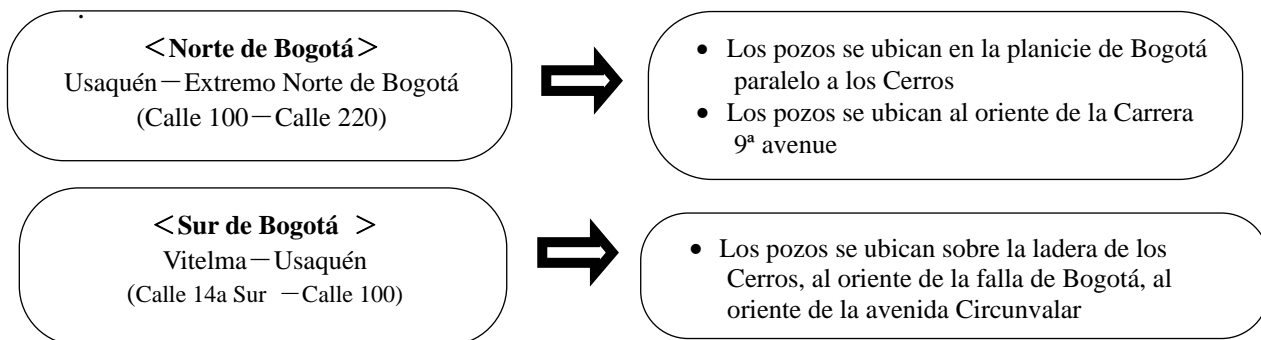 ＜Norte de Bogotá＞
Usaquén－Extremo Norte de Bogotá
(Calle 100－Calle 220)
• Los pozos se ubican en la planicie de Bogotá
paralelo a los Cerros
• Los pozos se ubican al oriente de la Carrera
9ª avenue
＜Sur de Bogotá ＞
Vitelma－Usaquén
(Calle 14a Sur －Calle 100)
• Los pozos se ubican sobre la ladera de los
Cerros, al oriente de la falla de Bogotá, al
oriente de la avenida Circunvalar